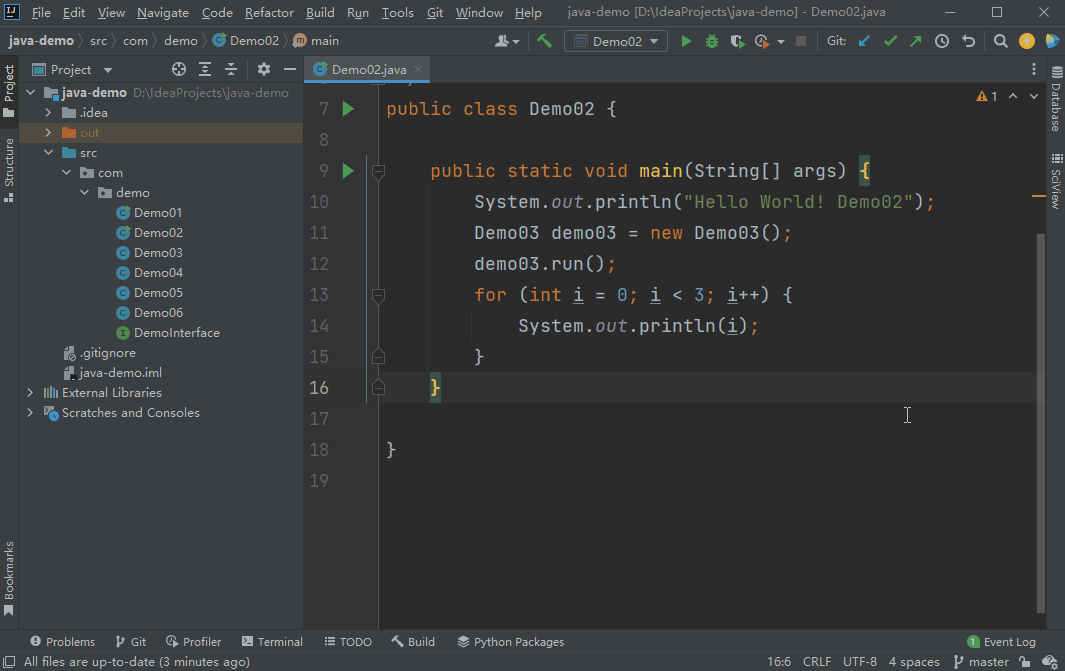 File Edit View Navigate Code Refactor Build Run Tools Git Window Help java-demo [D:\IdeaProjects\java-demo] - Demo02.java
java-demo src com demo Demo02 main Demo02 Git:
Project Demo02.java
java-demo D:\IdeaProjects\java-demo
.idea
out
src
com
demo
Demo01
Demo02
Demo03
Demo04
Demo05
Demo06
DemoInterface
.gitignore
java-demo.iml
External Libraries
Scratches and Consoles
Project
Structure
Bookmarks
1
7 public class Demo02 {
8
9 public static void main(String[] args) {
10 System.out.println("Hello World! Demo02");
11 Demo03 demo03 = new Demo03();
12 demo03.run();
13 for (int i = 0; i < 3; i++) {
14 System.out.println(i);
15 }
16 }
17
18 }
19
Database
SciView
Problems Git Profiler Terminal TODO Build Python Packages 1 Event Log
All files are up-to-date (3 minutes ago) 16:6 CRLF UTF-8 4 spaces master